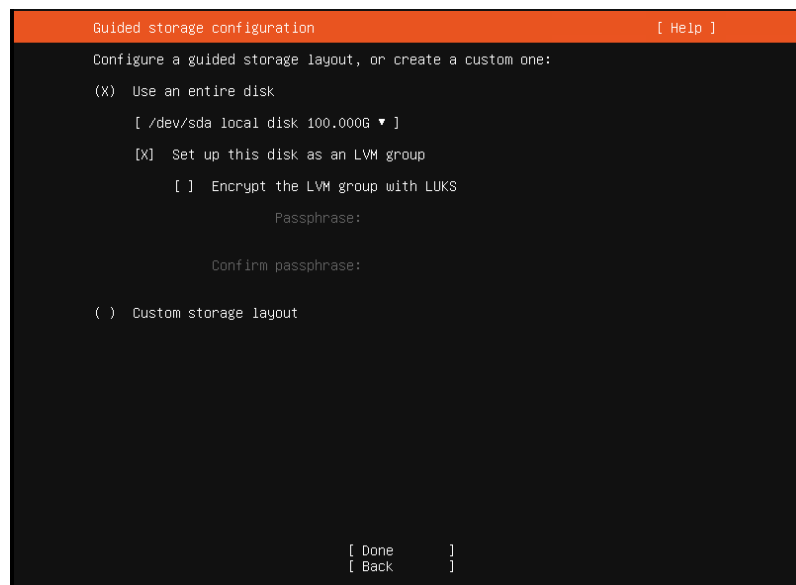 Guided storage configuration [ Help ]
Configure a guided storage layout, or create a custom one:
(X) Use an entire disk
[ /dev/sda local disk 100.000G ▾ ]
[X] Set up this disk as an LVM group
[ ] Encrypt the LVM group with LUKS
Passphrase:
Confirm passphrase:
( ) Custom storage layout
[ Done ]
[ Back ]